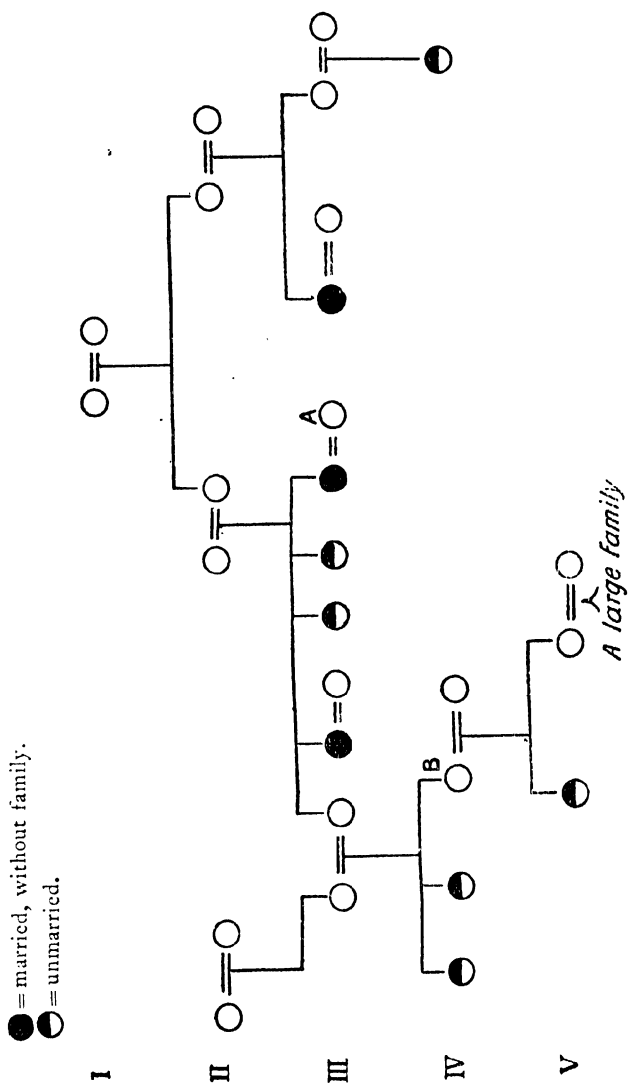 ● = married, without family.
◐ = unmarried.
I
II
III
IV
V
A
B
A large family